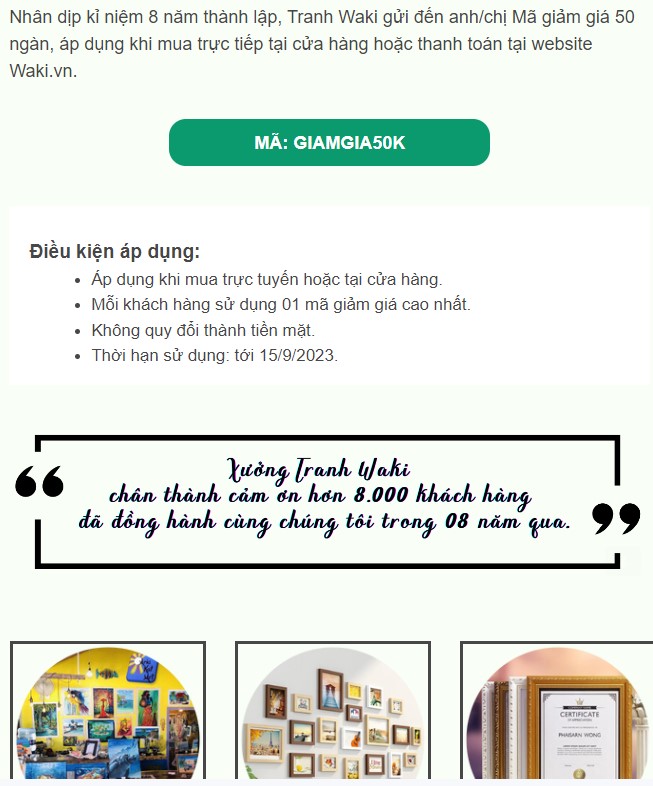 Nhân dịp kỉ niệm 8 năm thành lập, Tranh Waki gửi đến anh/chị Mã giảm giá 50
ngàn, áp dụng khi mua trực tiếp tại cửa hàng hoặc thanh toán tại website
Waki.vn.
MÃ: GIAMGIA50K
Điều kiện áp dụng:
• Áp dụng khi mua trực tuyến hoặc tại cửa hàng.
• Mỗi khách hàng sử dụng 01 mã giảm giá cao nhất.
• Không quy đổi thành tiền mặt.
• Thời hạn sử dụng: tới 15/9/2023.
“
Xưởng Tranh Waki
chân thành cảm ơn hơn 8.000 khách hàng
đã đồng hành cùng chúng tôi trong 08 năm qua.
”
CERTIFICATE
PHABARN WONG